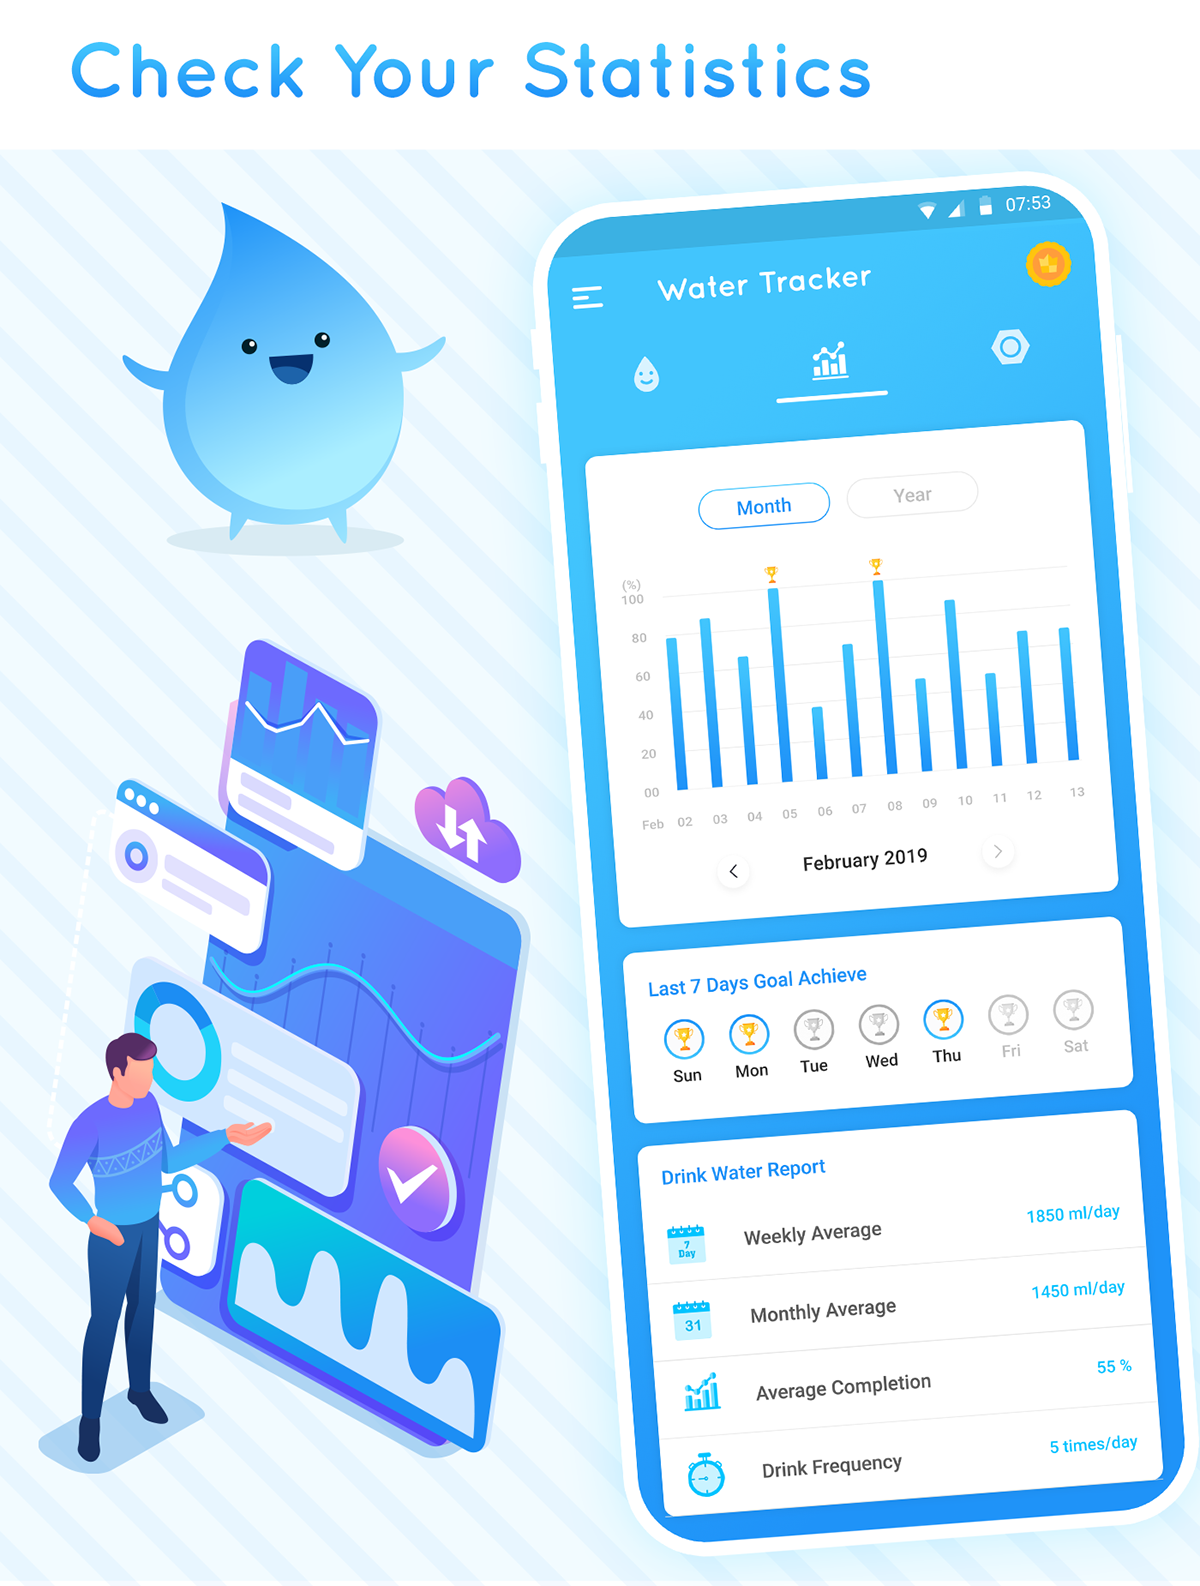 Check Your Statistics
07:53
Water Tracker
Month
Year
(%)
100
80
60
40
20
00
Feb 02 03 04 05 06 07 08 09 10 11 12 13
February 2019
Last 7 Days Goal Achieve
Sun Mon Tue Wed Thu Fri Sat
Drink Water Report
7
Day
Weekly Average
1850 ml/day
31
Monthly Average
1450 ml/day
Average Completion
55 %
Drink Frequency
5 times/day